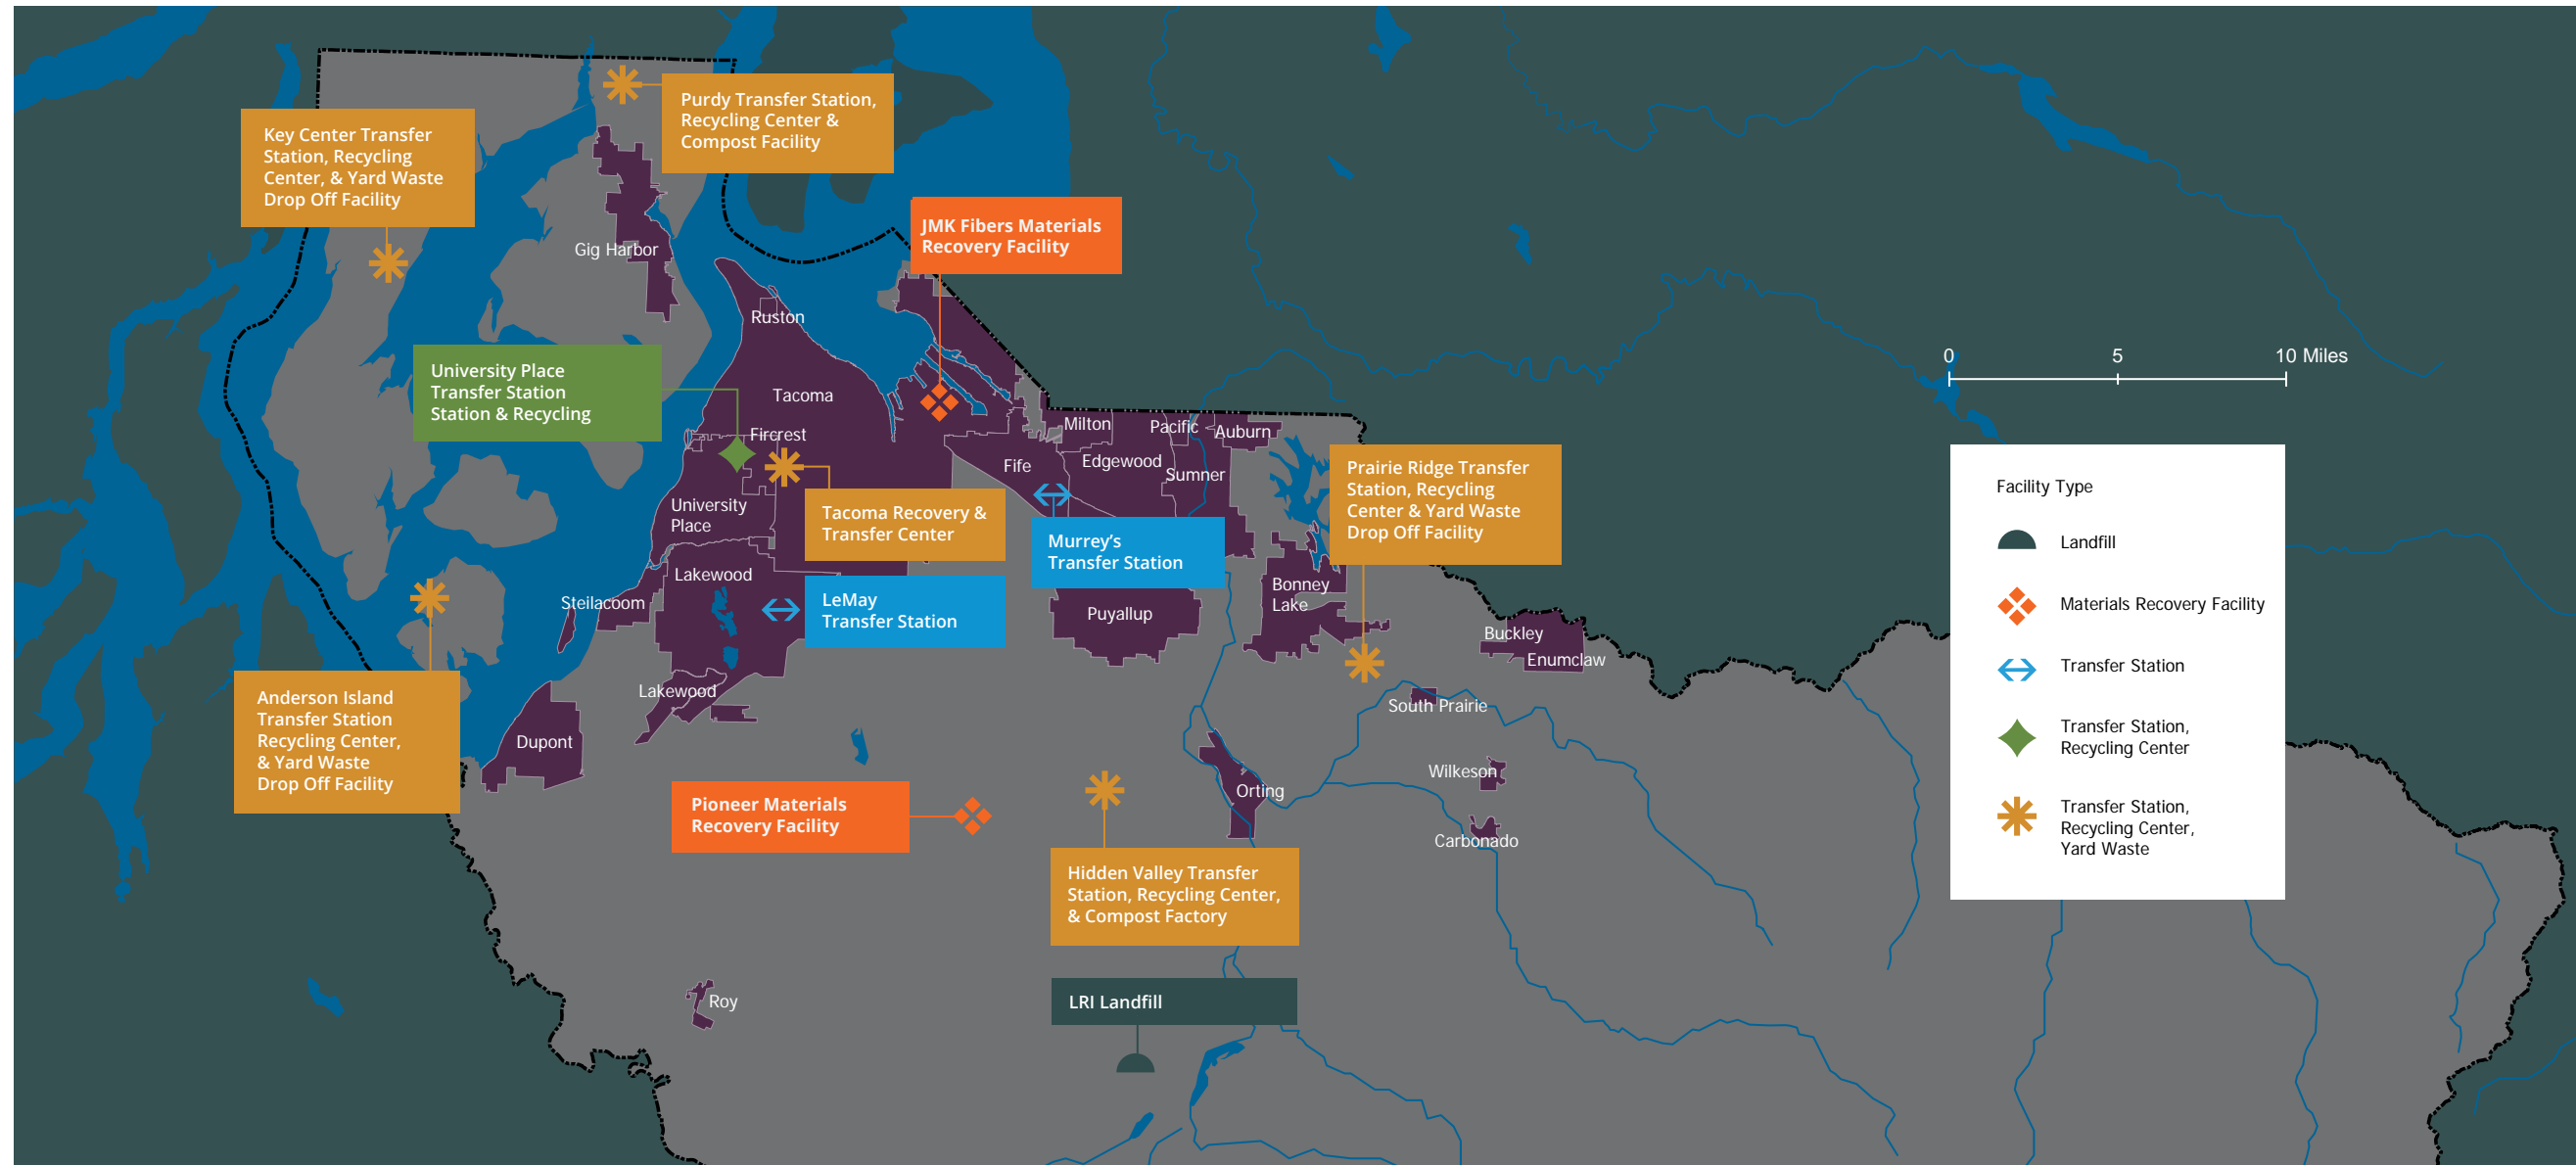 Purdy Transfer Station,
Recycling Center &
Compost Facility
Key Center Transfer
Station, Recycling
Center, & Yard Waste
Drop Off Facility
JMK Fibers Materials
Recovery Facility
Gig Harbor
Ruston
0 5 10 Miles
University Place
Transfer Station
Station & Recycling
Tacoma
Fircrest
Milton
Pacific
Auburn
Edgewood
Fife
Sumner
Prairie Ridge Transfer
Station, Recycling
Center & Yard Waste
Drop Off Facility
University
Place
Tacoma Recovery &
Transfer Center
Murrey's
Transfer Station
Lakewood
Steilacoom
LeMay
Transfer Station
Puyallup
Bonney
Lake
Buckley
Enumclaw
Lakewood
South Prairie
Anderson Island
Transfer Station
Recycling Center,
& Yard Waste
Drop Off Facility
Dupont
Wilkeson
Orting
Pioneer Materials
Recovery Facility
Carbonado
Hidden Valley Transfer
Station, Recycling Center,
& Compost Factory
Roy
LRI Landfill
Facility Type
Landfill
Materials Recovery Facility
Transfer Station
Transfer Station,
Recycling Center
Transfer Station,
Recycling Center,
Yard Waste